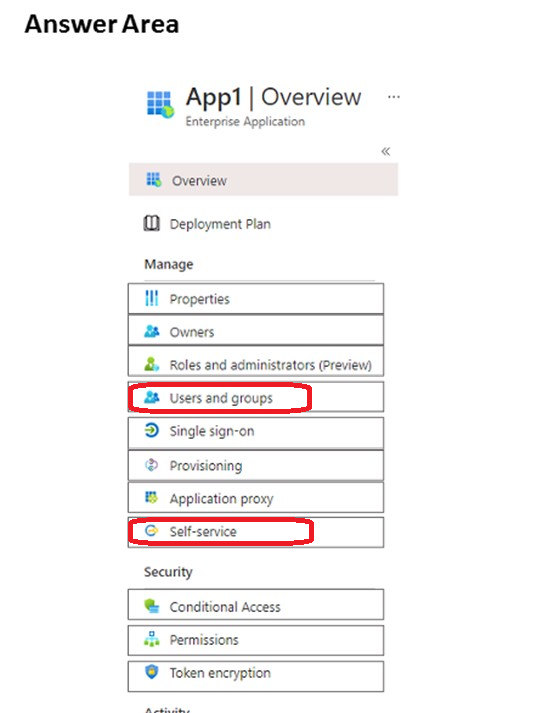 Answer Area
App1 | Overview ...
Enterprise Application
«
Overview
Deployment Plan
Manage
Properties
Owners
Roles and administrators (Preview)
Users and groups
Single sign-on
Provisioning
Application proxy
Self-service
Security
Conditional Access
Permissions
Token encryption
Activity